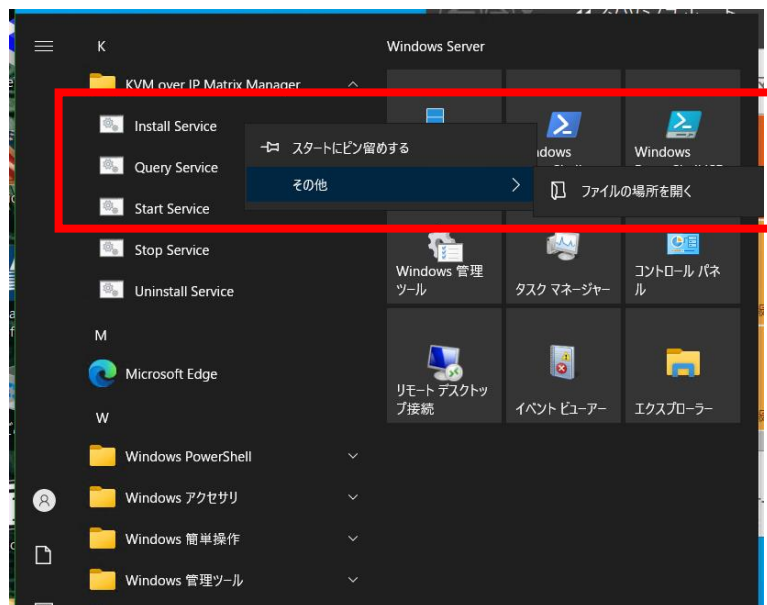 K
Windows Server
KVM over IP Matrix Manager
Install Service
スタートにピン留めする
Query Service
Windows
その他
ファイルの場所を開く
Start Service
Stop Service
Windows 管理
ツール
タスク マネージャー
コントロール パネ
ル
Uninstall Service
M
Microsoft Edge
リモート デスクトッ
プ接続
イベント ビューアー
エクスプローラー
W
Windows PowerShell
Windows アクセサリ
Windows 簡単操作
Windows 管理ツール